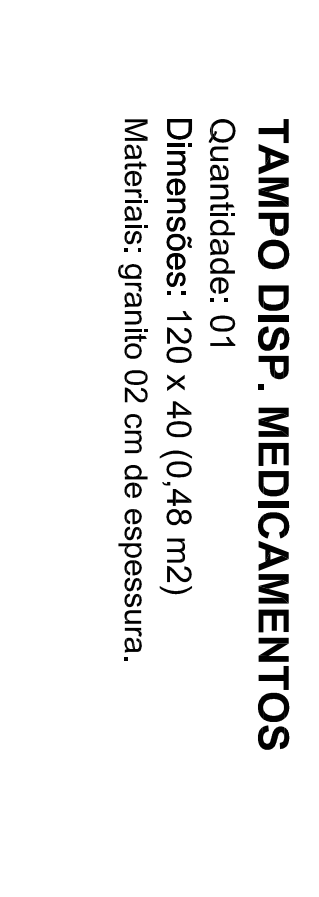 TAMPO DISP. MEDICAMENTOS
Quantidade: 01
Dimensões: 120 x 40 (0,48 m2)
Materiais: granito 02 cm de espessura.